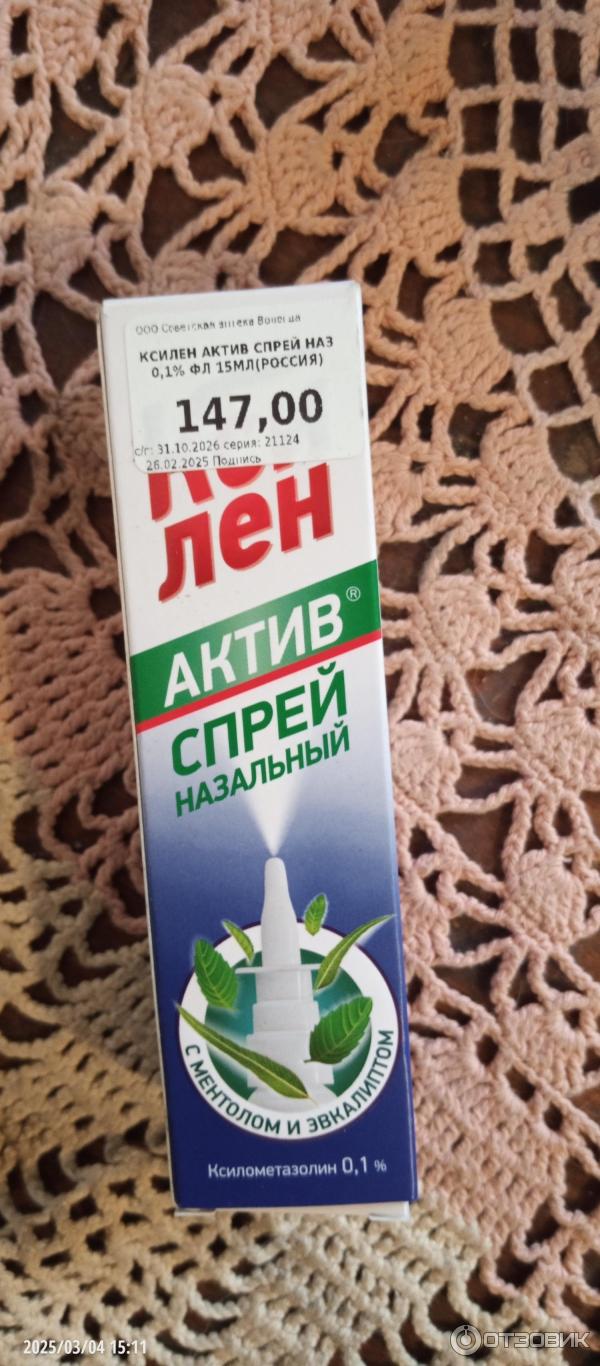 ООО Советская аптека Вологда
КСИЛЕН АКТИВ СПРЕЙ НАЗ
0,1% ФЛ 15МЛ(РОССИЯ)
147,00
с/г: 31.10.2026 серия: 21124
26.02.2025 Подпись
лен
АКТИВ®
СПРЕЙ
НАЗАЛЬНЫЙ
С МЕНТОЛОМ И ЭВКАЛИПТОМ
Ксилометазолин 0,1 %
2025/03/04 15:11
ОТЗОВИК